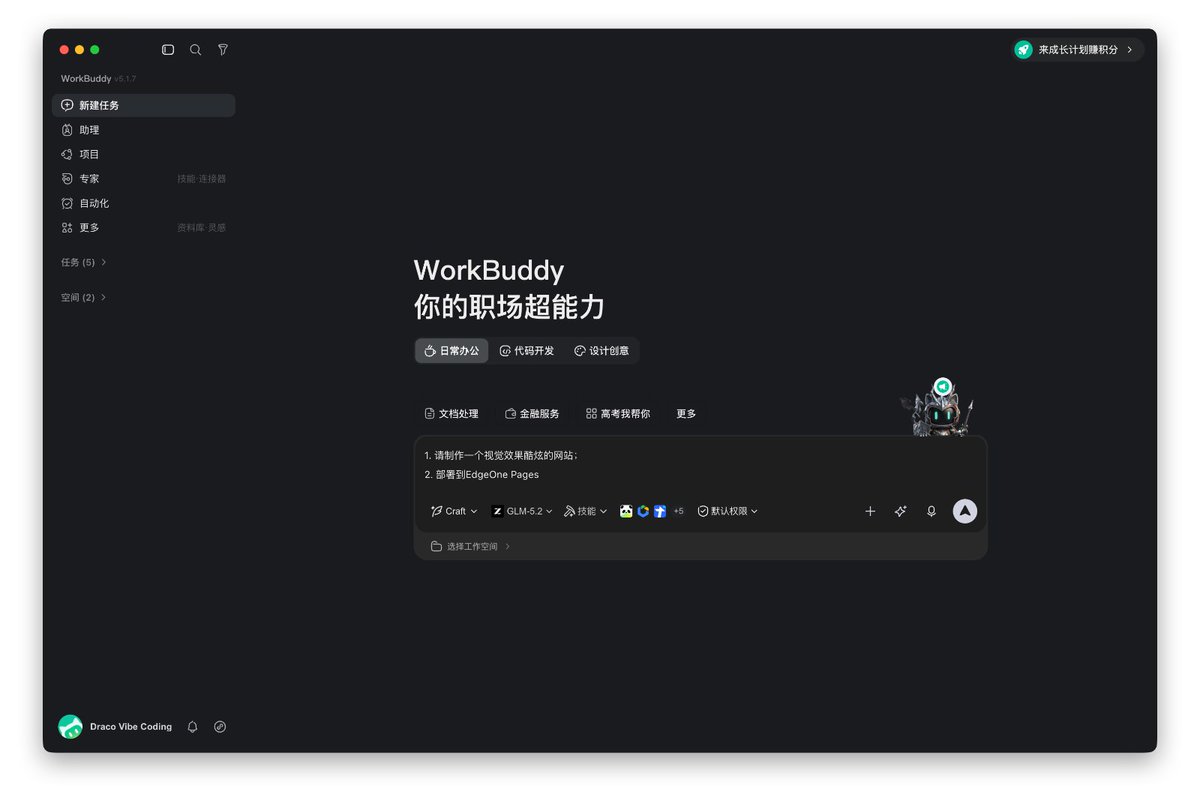 来成长计划赚积分
WorkBuddy v5.1.7
新建任务
助理
项目
专家 技能·连接器
自动化
更多 资料库·灵感
任务 (5)
空间 (2)
WorkBuddy
你的职场超能力
日常办公 代码开发 设计创意
文档处理 金融服务 高考我帮你 更多
1. 请制作一个视觉效果酷炫的网站;
2. 部署到EdgeOne Pages
Craft GLM-5.2 技能 +5 默认权限
选择工作空间
Draco Vibe Coding